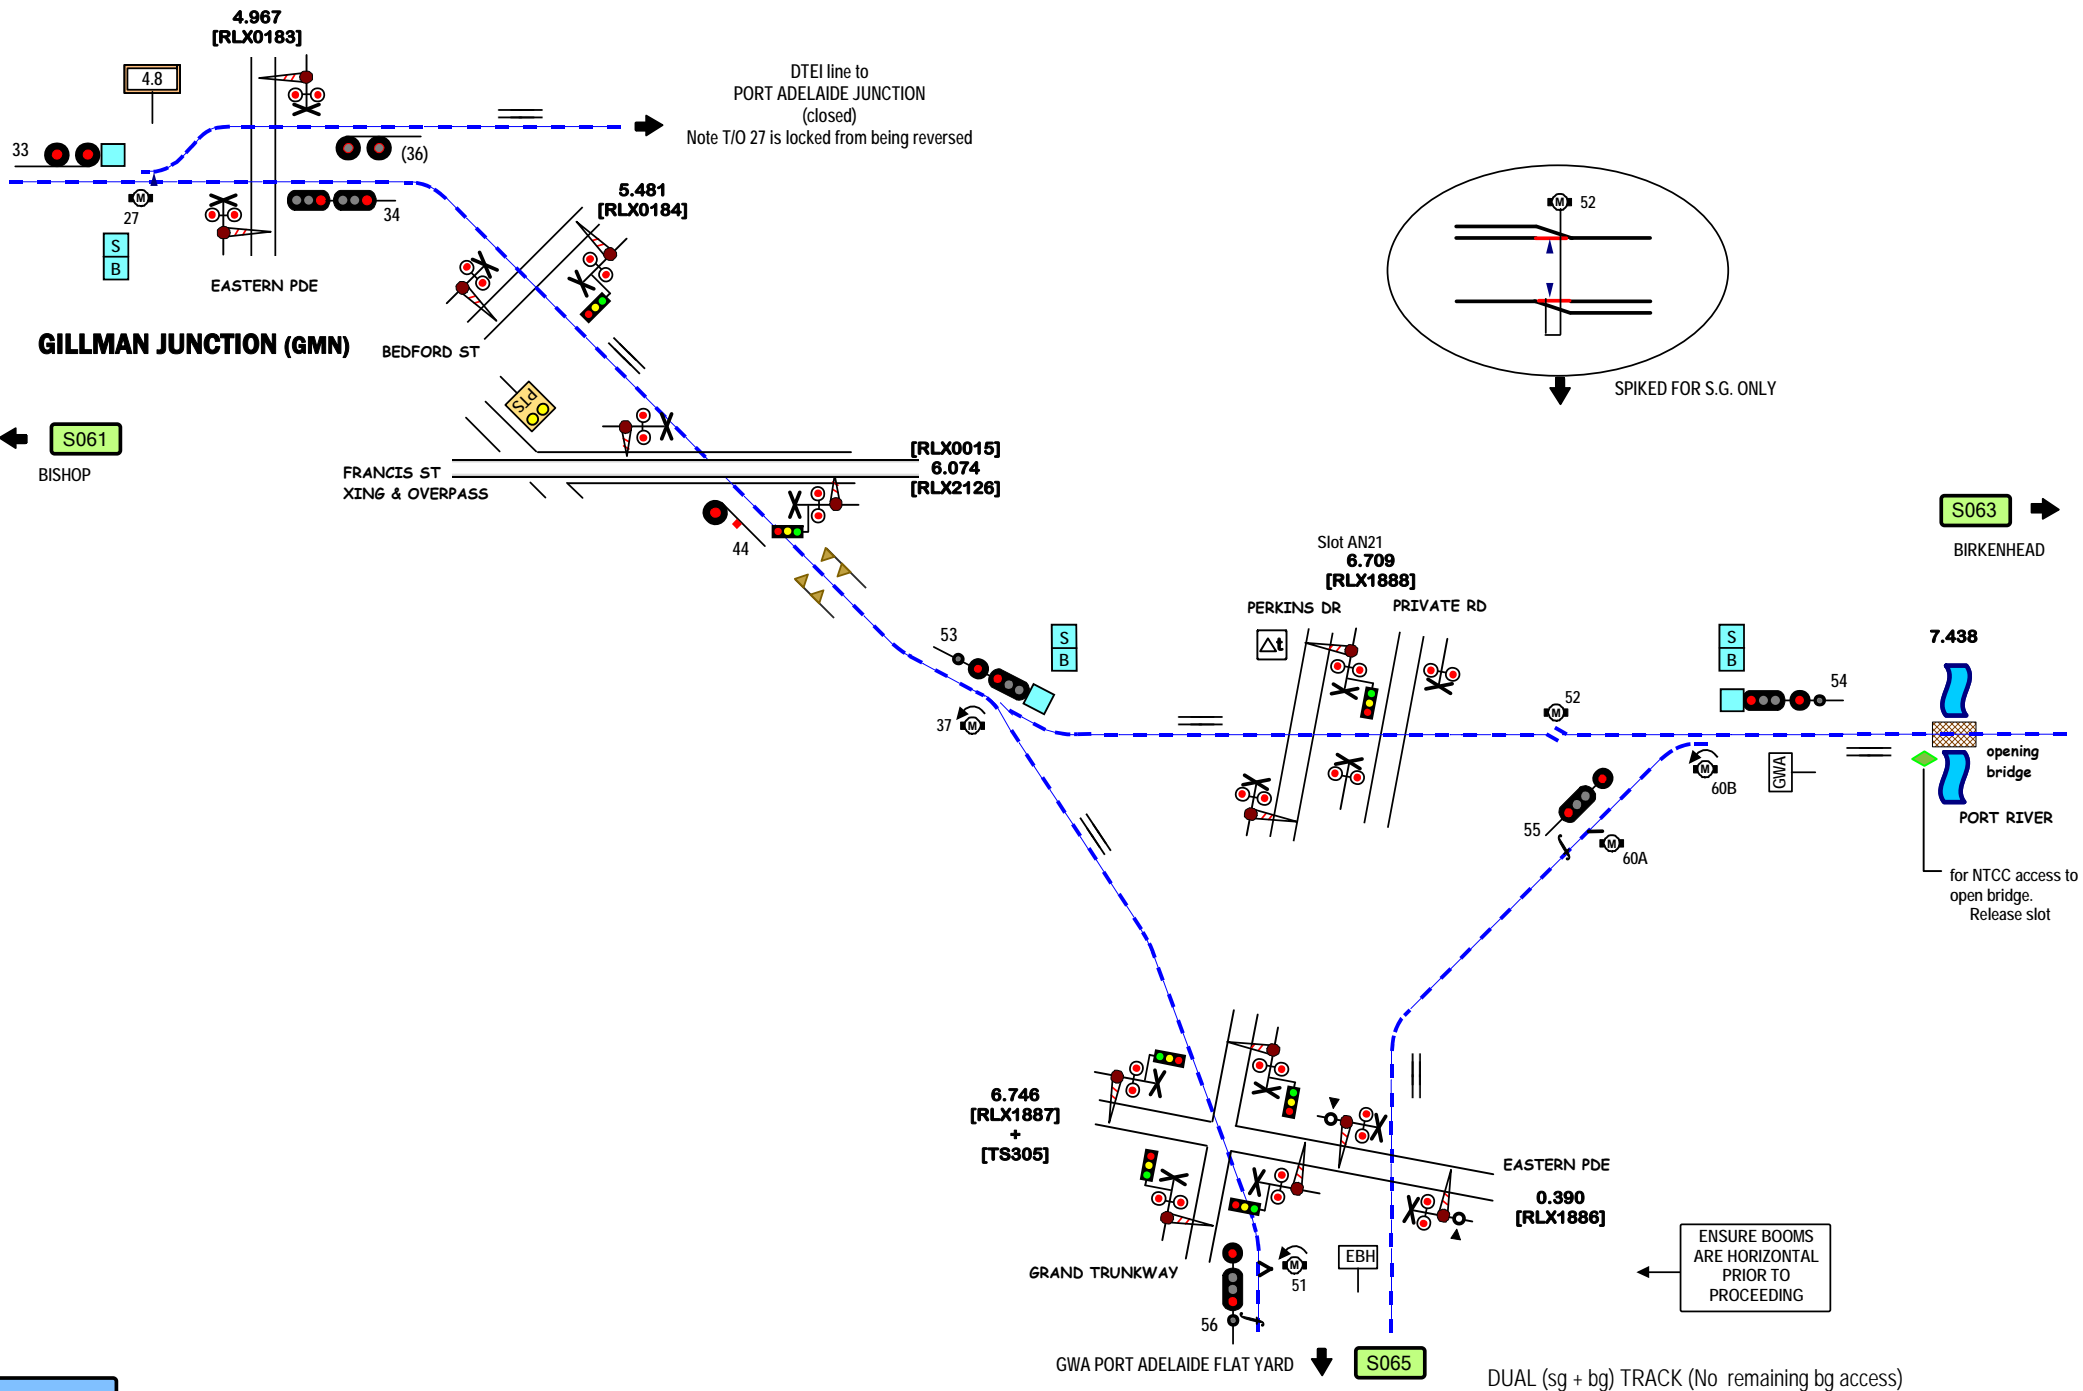 4.967
[RLX0183]
4.8
DTEI line to
PORT ADELAIDE JUNCTION
(closed)
Note T/O 27 is locked from being reversed
33
(36)
M
27
34
S
B
EASTERN PDE
5.481
[RLX0184]
M
52
GILLMAN JUNCTION (GMN)
BEDFORD ST
SPIKED FOR S.G. ONLY
PTS
S061
BISHOP
FRANCIS ST
XING & OVERPASS
[RLX0015]
6.074
[RLX2126]
44
S063
BIRKENHEAD
Slot AN21
6.709
[RLX1888]
PERKINS DR
PRIVATE RD
Δt
53
S
B
37
M
S
B
54
7.438
52
M
M
60B
GWA
opening
bridge
PORT RIVER
55
M
60A
for NTCC access to
open bridge.
Release slot
6.746
[RLX1887]
+
[TS305]
EASTERN PDE
0.390
[RLX1886]
GRAND TRUNKWAY
M
51
EBH
56
ENSURE BOOMS
ARE HORIZONTAL
PRIOR TO
PROCEEDING
GWA PORT ADELAIDE FLAT YARD
S065
DUAL (sg + bg) TRACK (No remaining bg access)